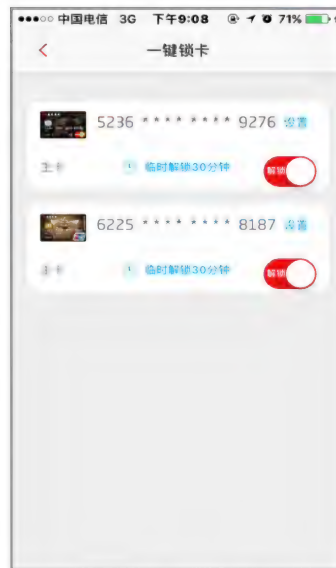 ●●●○○ 中国电信 3G 下午9:08 71%
一键锁卡
5236 **** **** 9276 设置
主卡 临时解锁30分钟 解锁
6225 **** **** 8187 设置
主卡 临时解锁30分钟 解锁